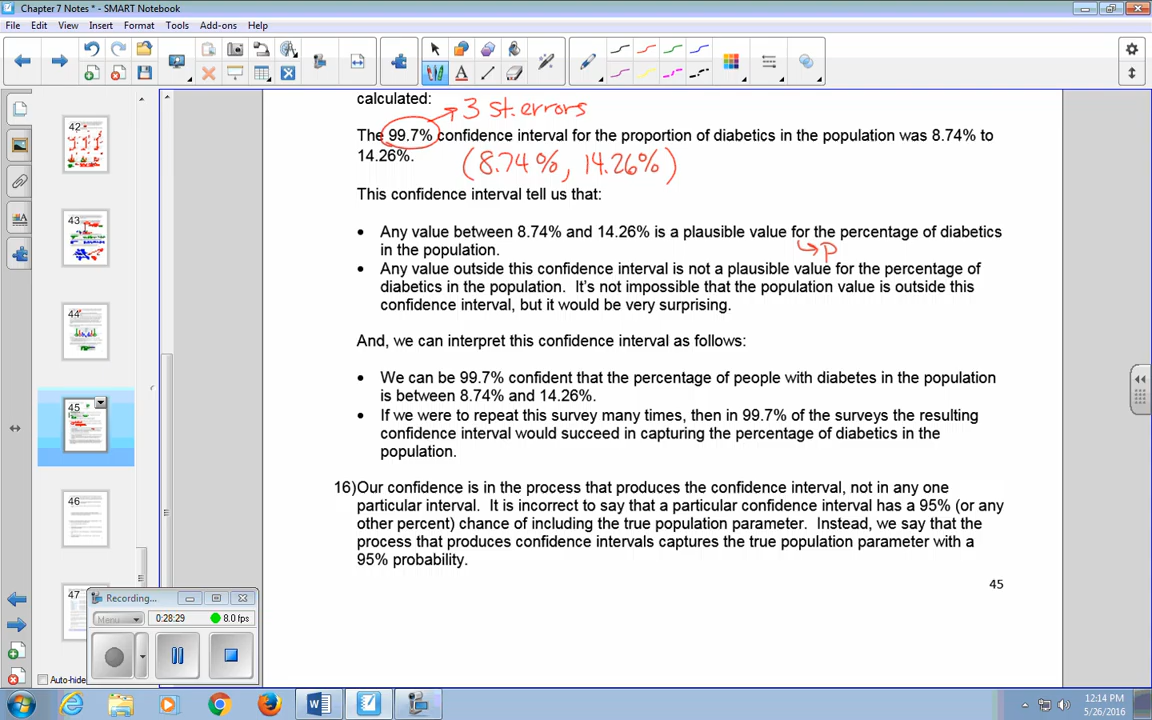 Chapter 7 Notes * - SMART Notebook
File Edit View Insert Format Tools Add-ons Help
calculated:
3 st. errors
The 99.7% confidence interval for the proportion of diabetics in the population was 8.74% to
14.26%.
(8.74%, 14.26%)
This confidence interval tell us that:
• Any value between 8.74% and 14.26% is a plausible value for the percentage of diabetics
in the population.
p
• Any value outside this confidence interval is not a plausible value for the percentage of
diabetics in the population. It's not impossible that the population value is outside this
confidence interval, but it would be very surprising.
And, we can interpret this confidence interval as follows:
• We can be 99.7% confident that the percentage of people with diabetes in the population
is between 8.74% and 14.26%.
• If we were to repeat this survey many times, then in 99.7% of the surveys the resulting
confidence interval would succeed in capturing the percentage of diabetics in the
population.
16)Our confidence is in the process that produces the confidence interval, not in any one
particular interval. It is incorrect to say that a particular confidence interval has a 95% (or any
other percent) chance of including the true population parameter. Instead, we say that the
process that produces confidence intervals captures the true population parameter with a
95% probability.
45
42
43
44
45
46
47
Recording...
Menu
0:28:29
8.0 fps
Auto-hide
12:14 PM
5/26/2016